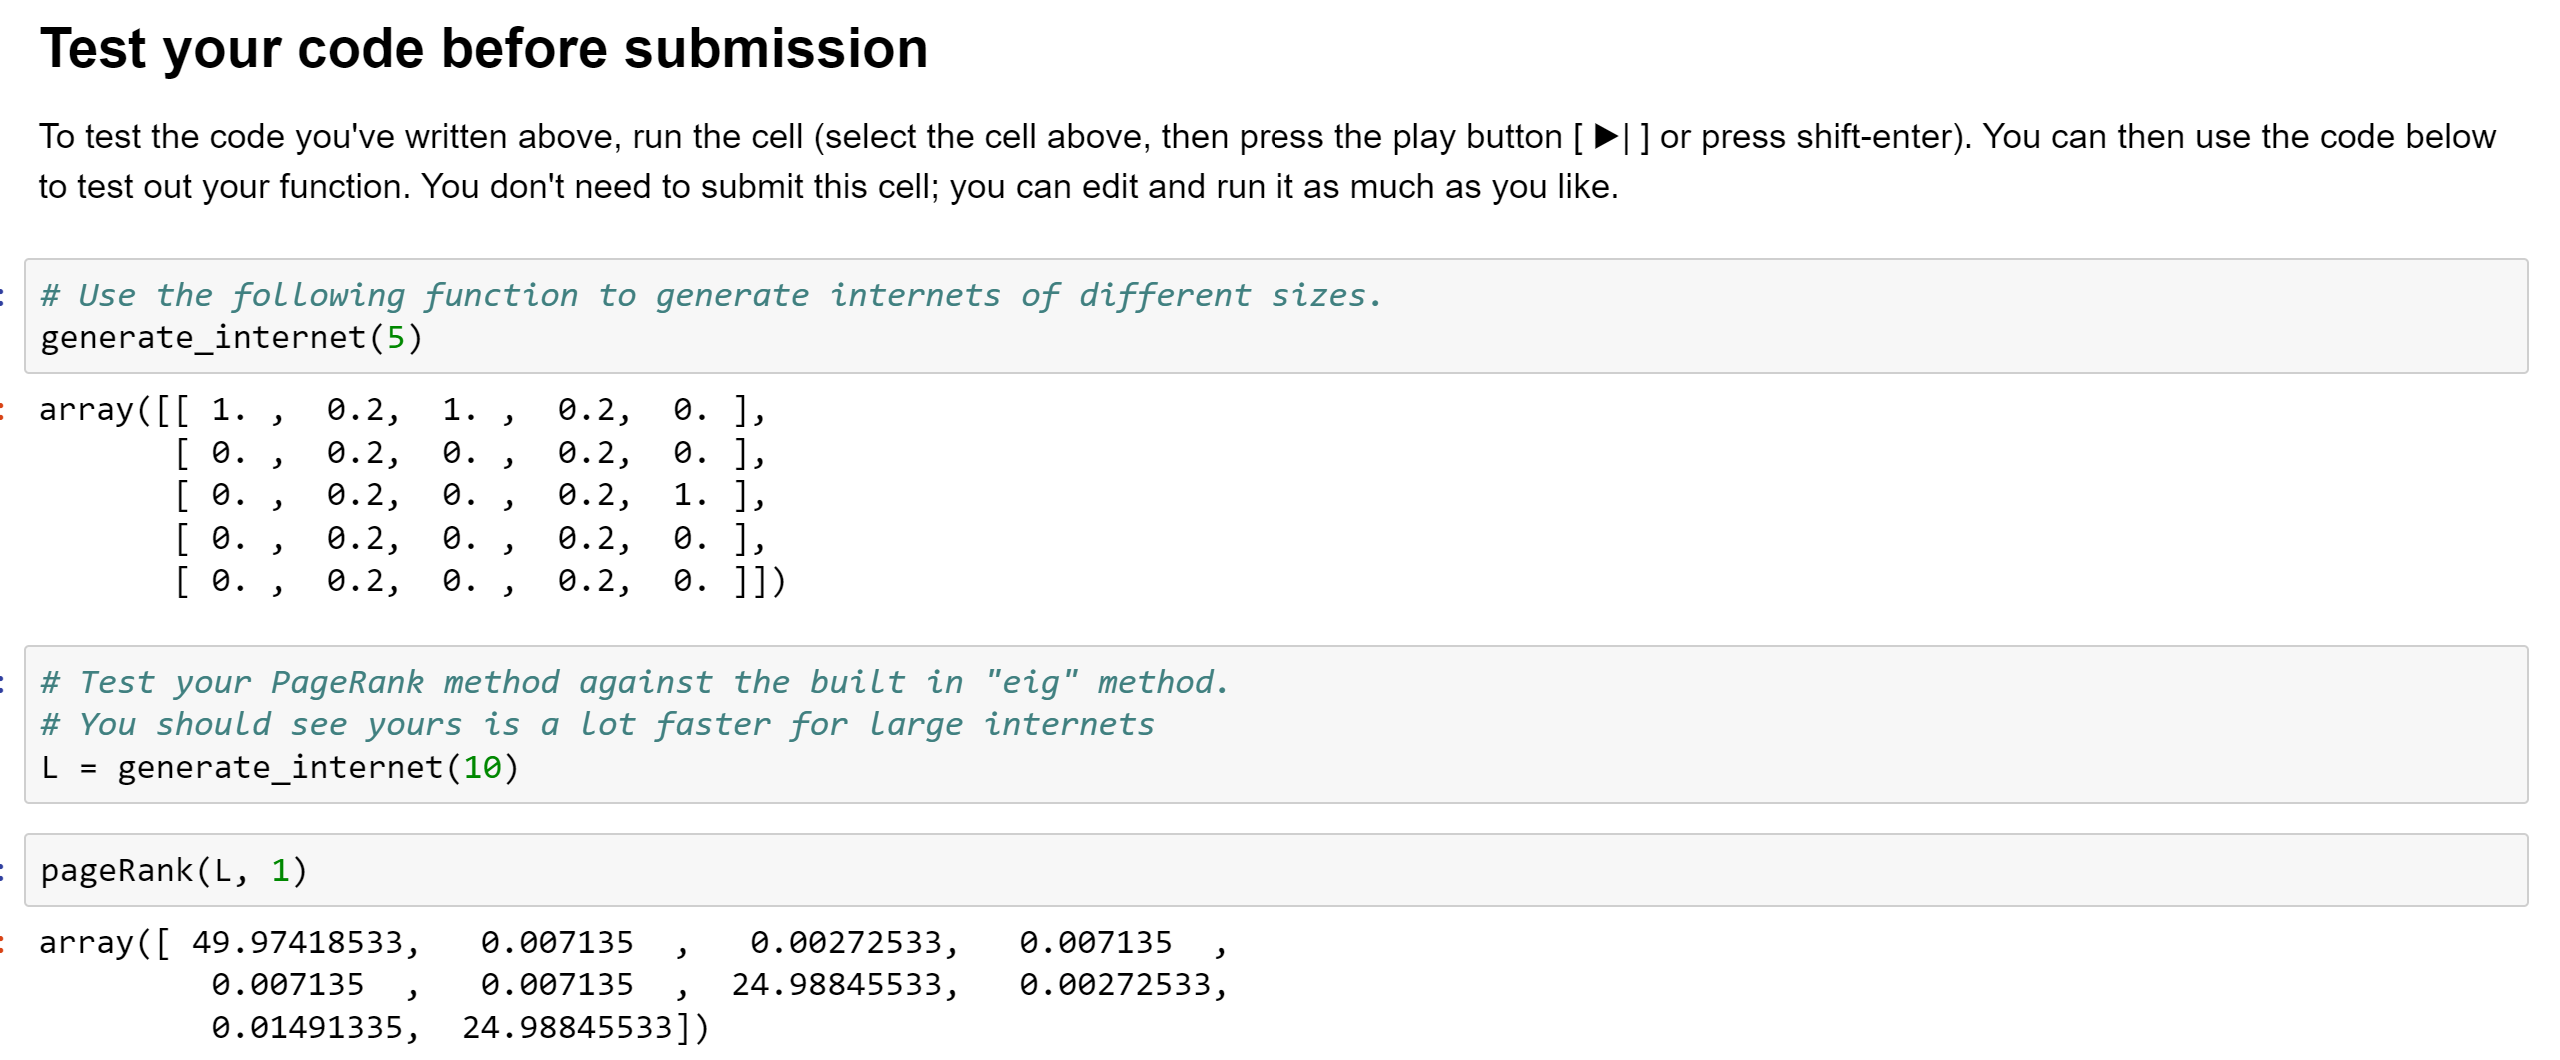 Test your code before submission
To test the code you've written above, run the cell (select the cell above, then press the play button [ ▶| ] or press shift-enter). You can then use the code below
to test out your function. You don't need to submit this cell; you can edit and run it as much as you like.
:
# Use the following function to generate internets of different sizes.
generate_internet(5)
:
array([[ 1. ,  0.2,  1. ,  0.2,  0. ],
       [ 0. ,  0.2,  0. ,  0.2,  0. ],
       [ 0. ,  0.2,  0. ,  0.2,  1. ],
       [ 0. ,  0.2,  0. ,  0.2,  0. ],
       [ 0. ,  0.2,  0. ,  0.2,  0. ]])
:
# Test your PageRank method against the built in "eig" method.
# You should see yours is a lot faster for large internets
L = generate_internet(10)
:
pageRank(L, 1)
:
array([ 49.97418533,   0.007135  ,   0.00272533,   0.007135  ,
         0.007135  ,   0.007135  ,  24.98845533,   0.00272533,
         0.01491335,  24.98845533])